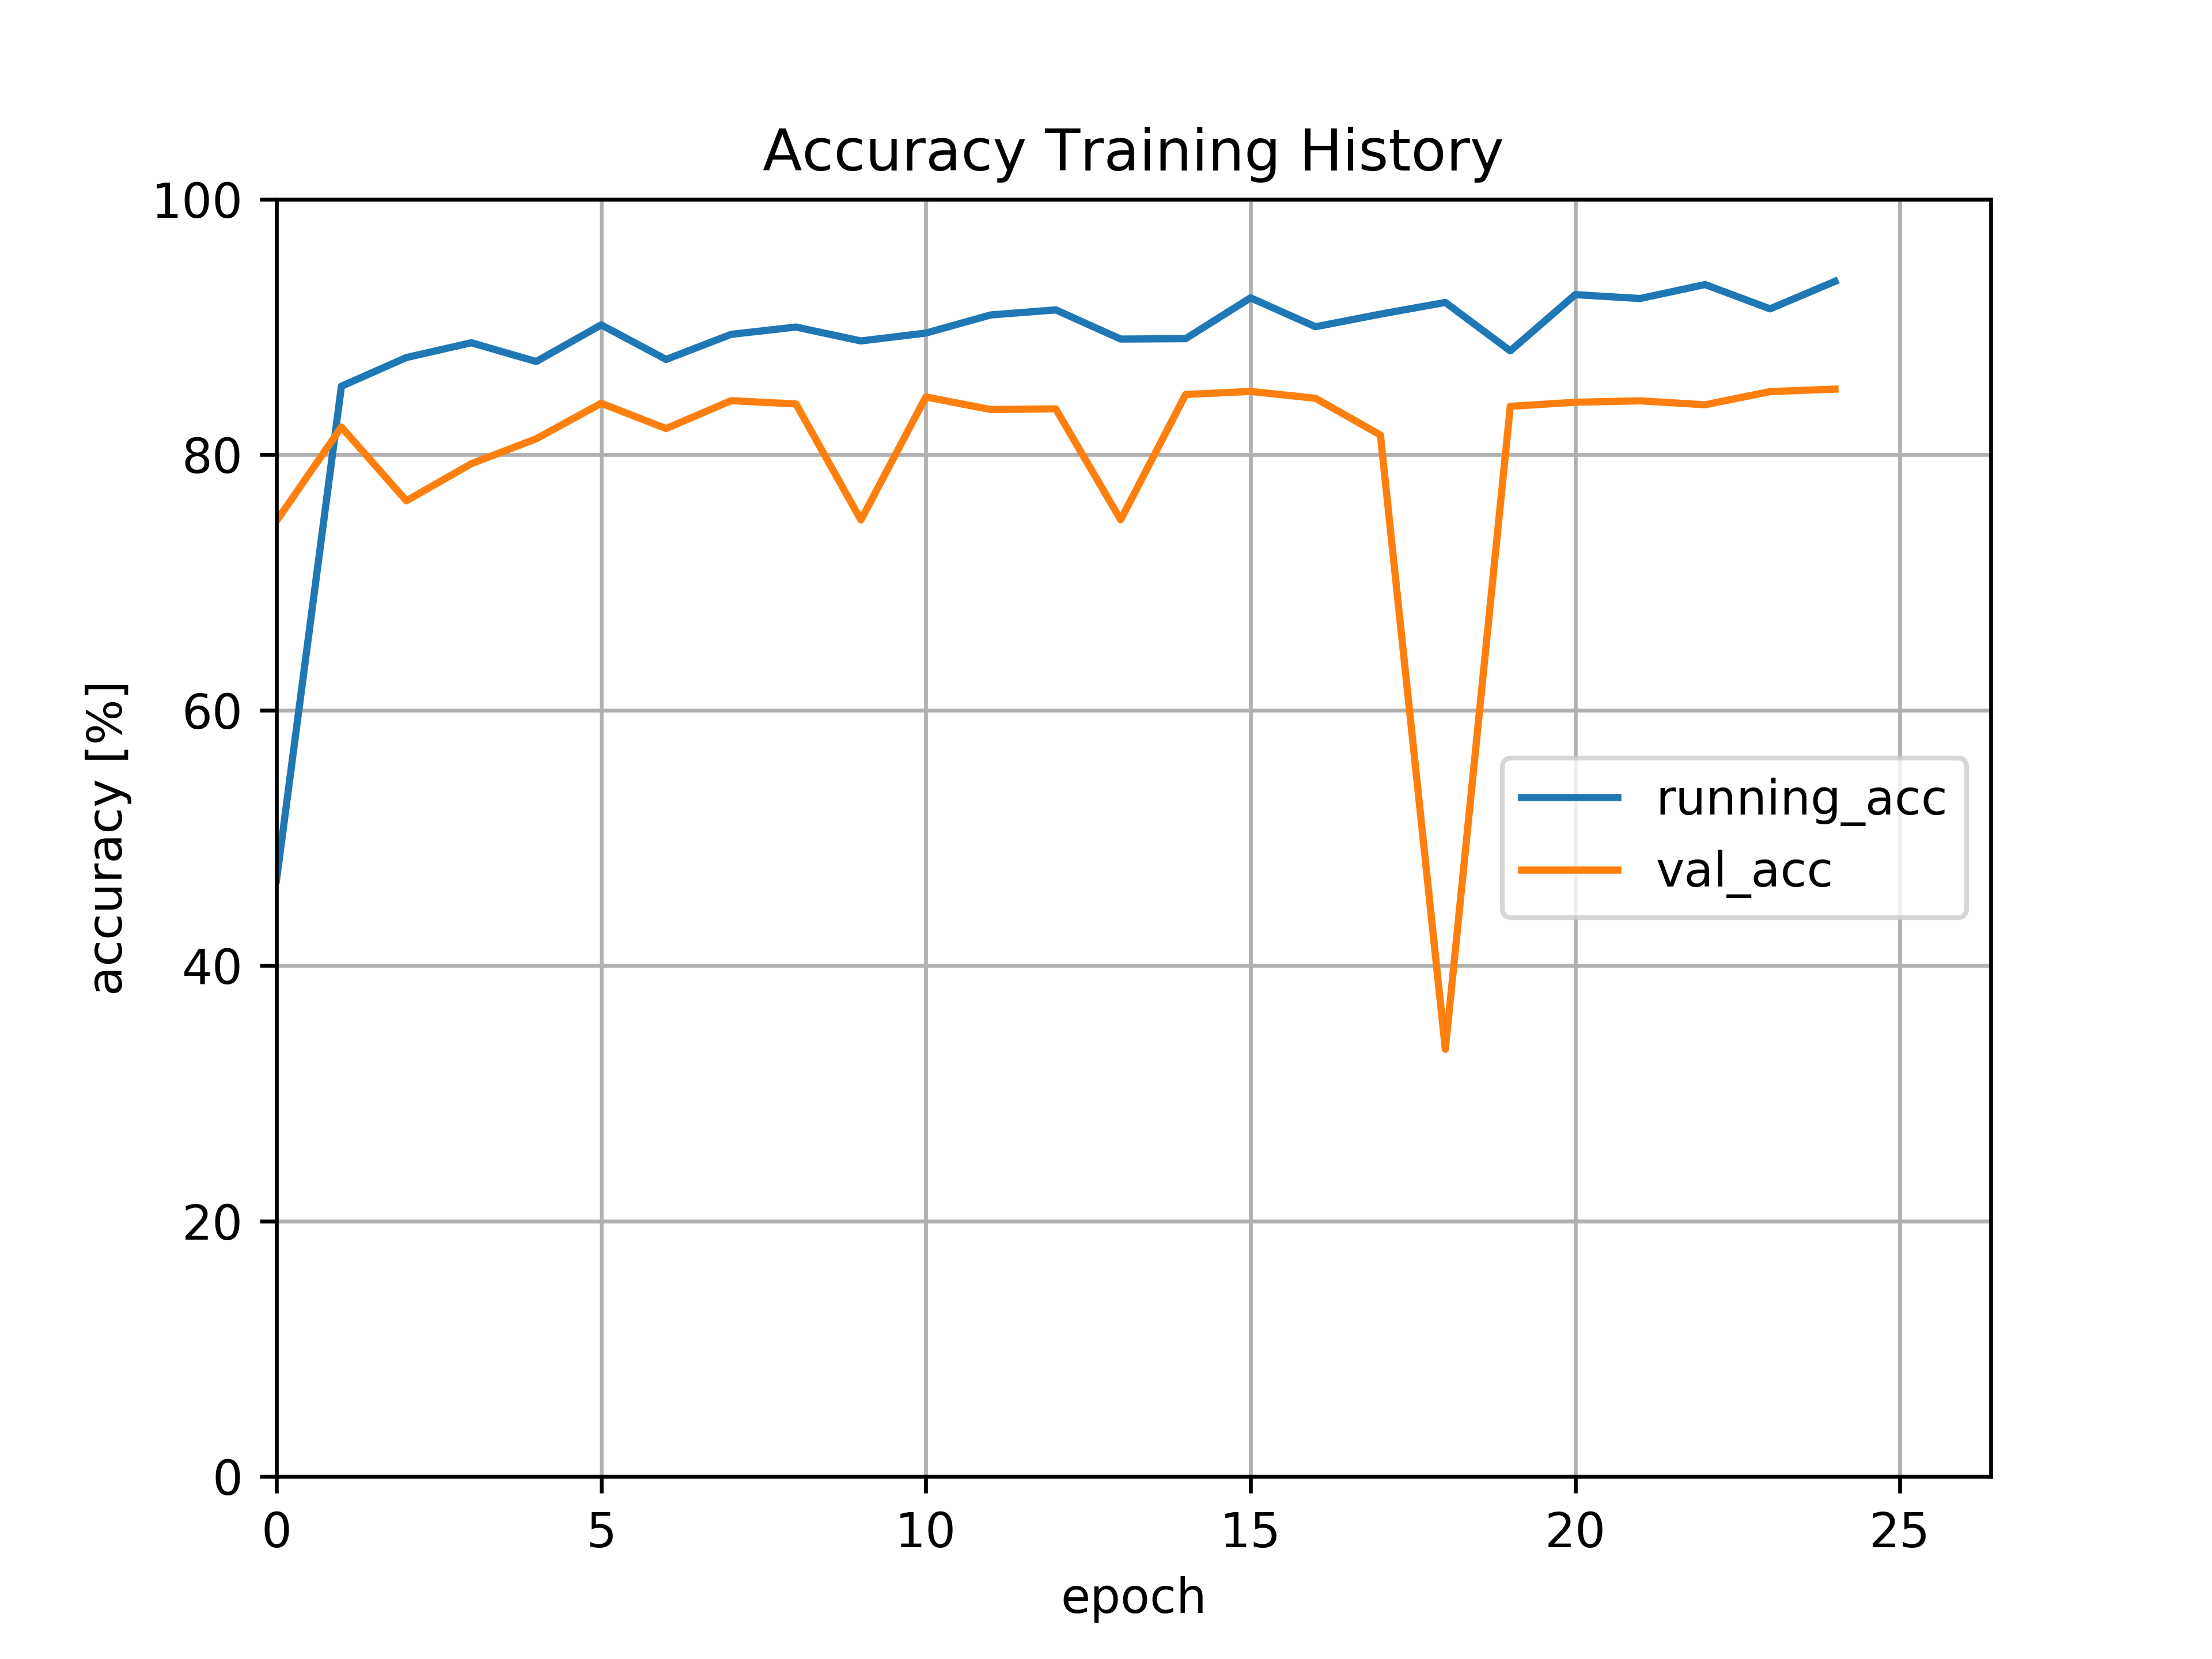 Accuracy Training History
100
80
60
40
20
0
accuracy [%]
running_acc
val_acc
0 5 10 15 20 25
epoch